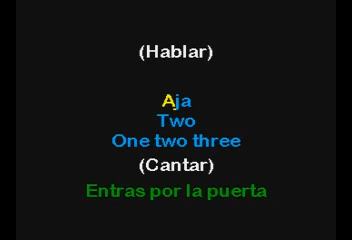 (Hablar)
Aja
Two
One two three
(Cantar)
Entras por la puerta